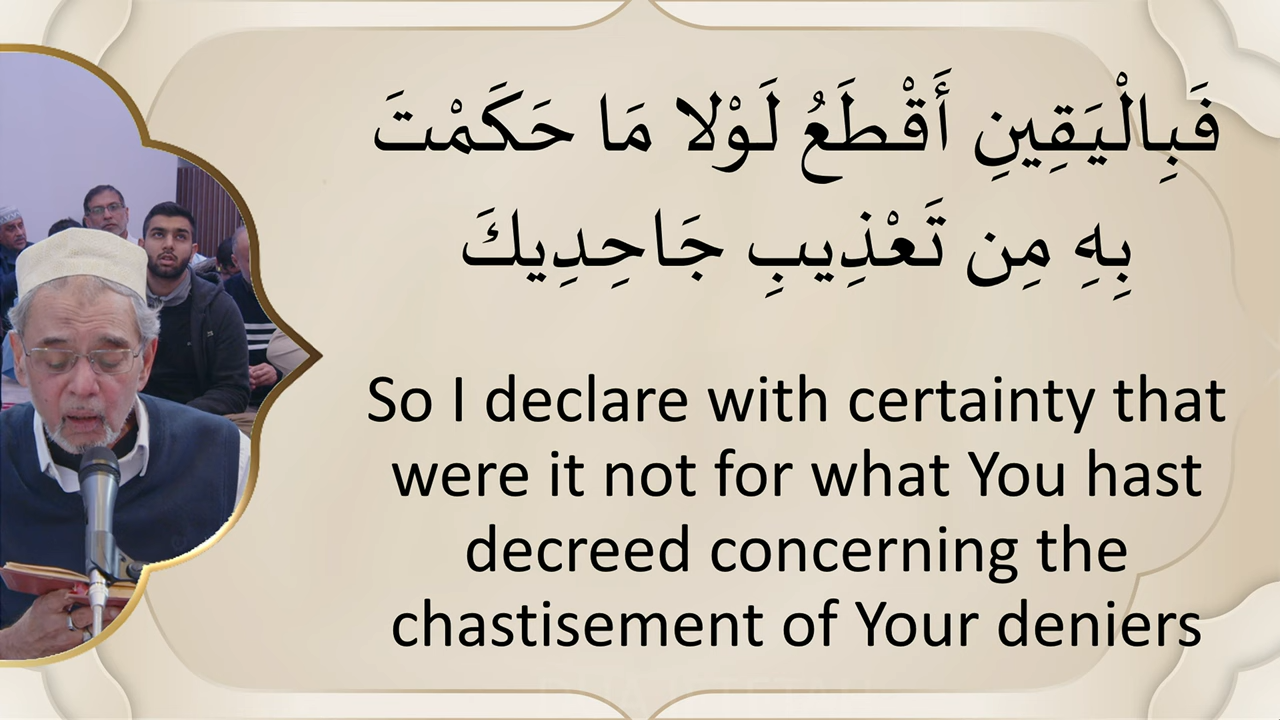 فَبِالْيَقِينِ أَقْطَعُ لَوْلا مَا حَكَمْتَ
بِهِ مِن تَعْذِيبِ جَاحِدِيكَ
So I declare with certainty that
were it not for what You hast
decreed concerning the
chastisement of Your deniers